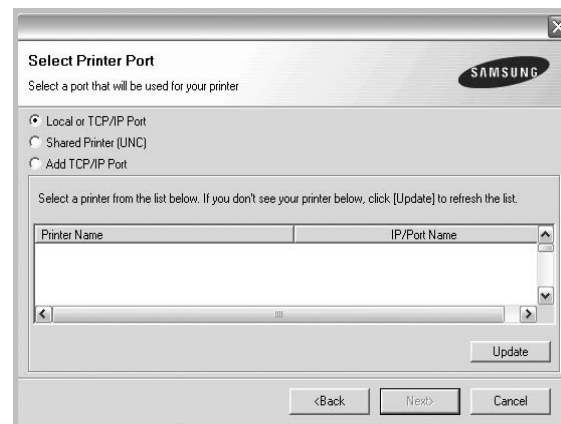 Select Printer Port
Select a port that will be used for your printer
SAMSUNG
Local or TCP/IP Port
Shared Printer (UNC)
Add TCP/IP Port
Select a printer from the list below. If you don't see your printer below, click [Update] to refresh the list.
Printer Name IP/Port Name
Update
<Back Next> Cancel